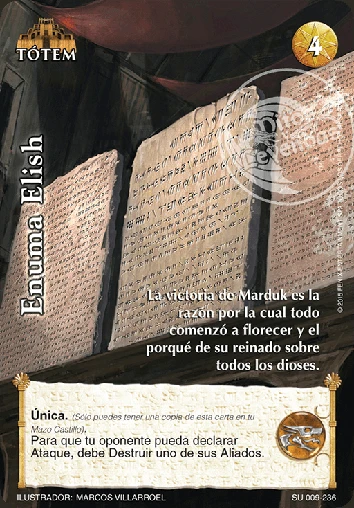 TÓTEM
4
Enuma Elish
La victoria de Marduk es la
razón por la cual todo
comenzó a florecer y el
porqué de su reinado sobre
todos los dioses.
Única. (Solo puedes tener una copia de esta carta en tu
Mazo Castillo).
Para que tu oponente pueda declarar
Ataque, debe Destruir uno de sus Aliados.
ILUSTRADOR: MARCOS VILLARROEL
SU 009-236